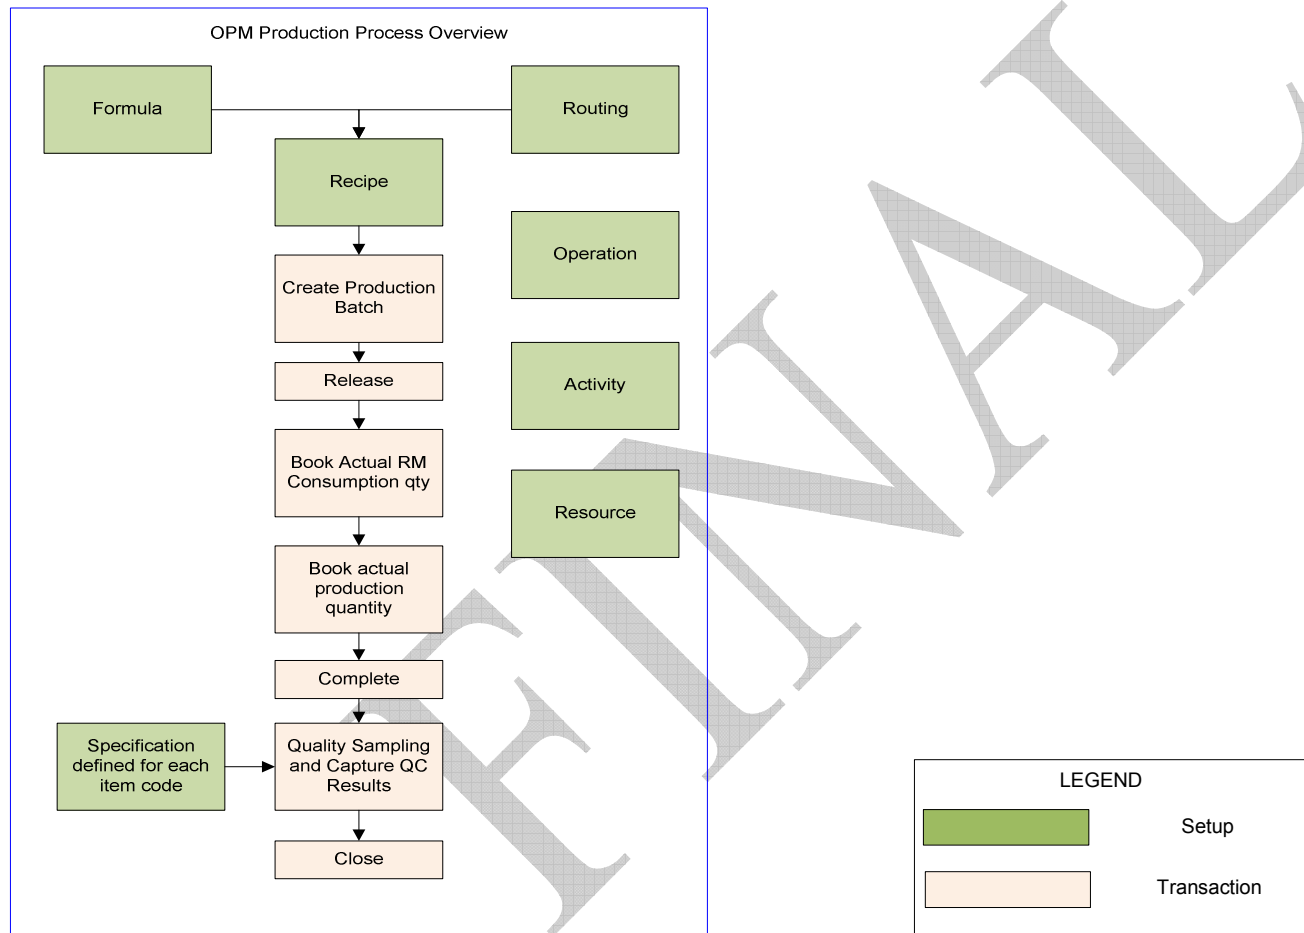 OPM Production Process Overview
Formula
Routing
Recipe
Operation
Create Production
Batch
Release
Activity
Book Actual RM
Consumption qty
Resource
Book actual
production
quantity
Complete
Specification
defined for each
item code
Quality Sampling
and Capture QC
Results
Close
LEGEND
Setup
Transaction
FINAL